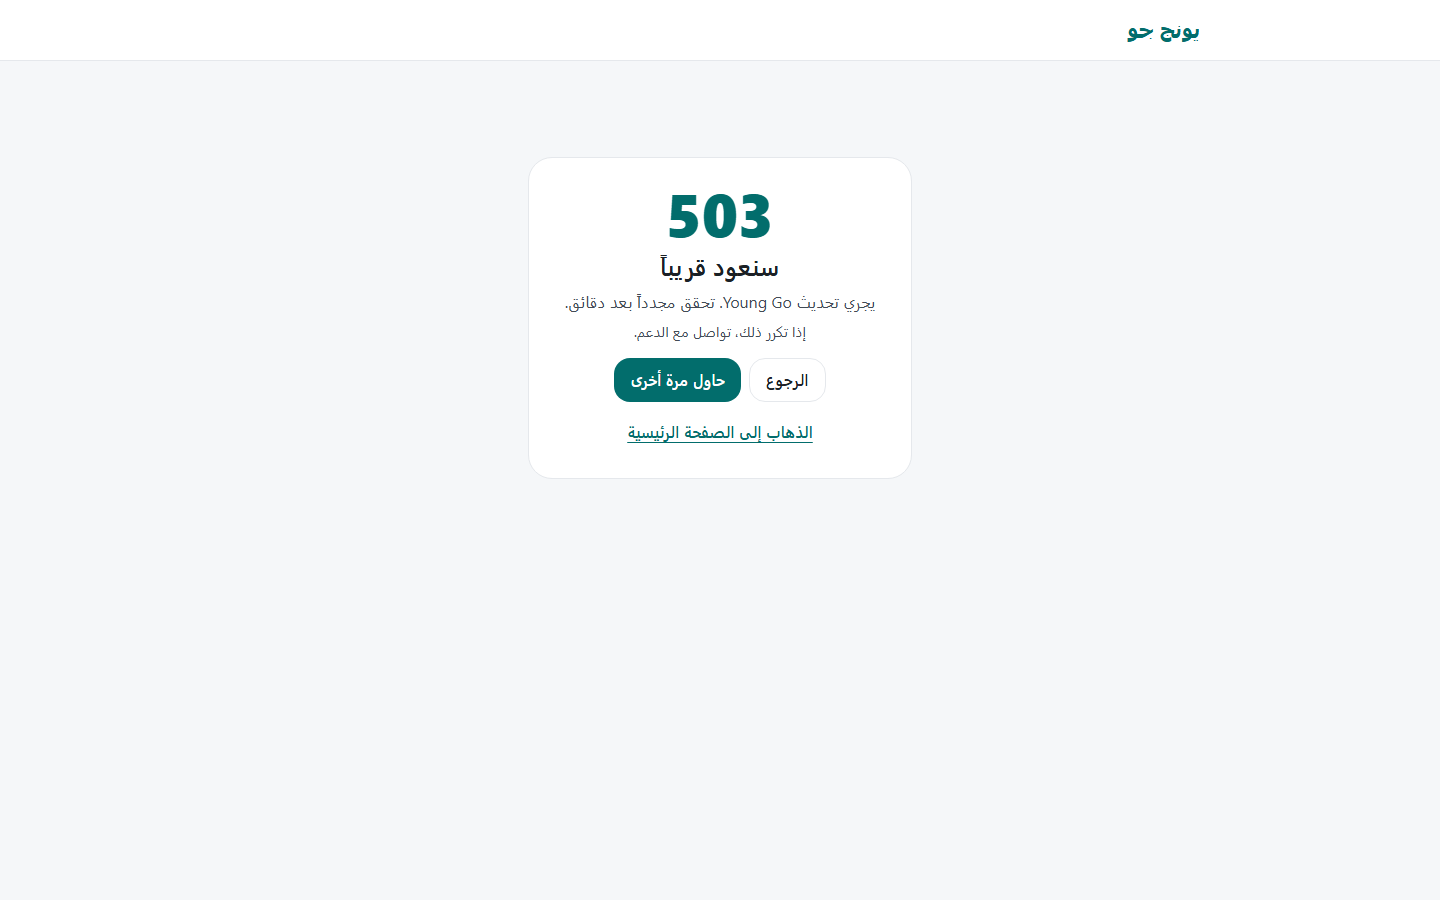 يونج جو
503
سنعود قريباً
يجري تحديث Young Go. تحقق مجدداً بعد دقائق.
إذا تكرر ذلك، تواصل مع الدعم.
الرجوع
حاول مرة أخرى
الذهاب إلى الصفحة الرئيسية